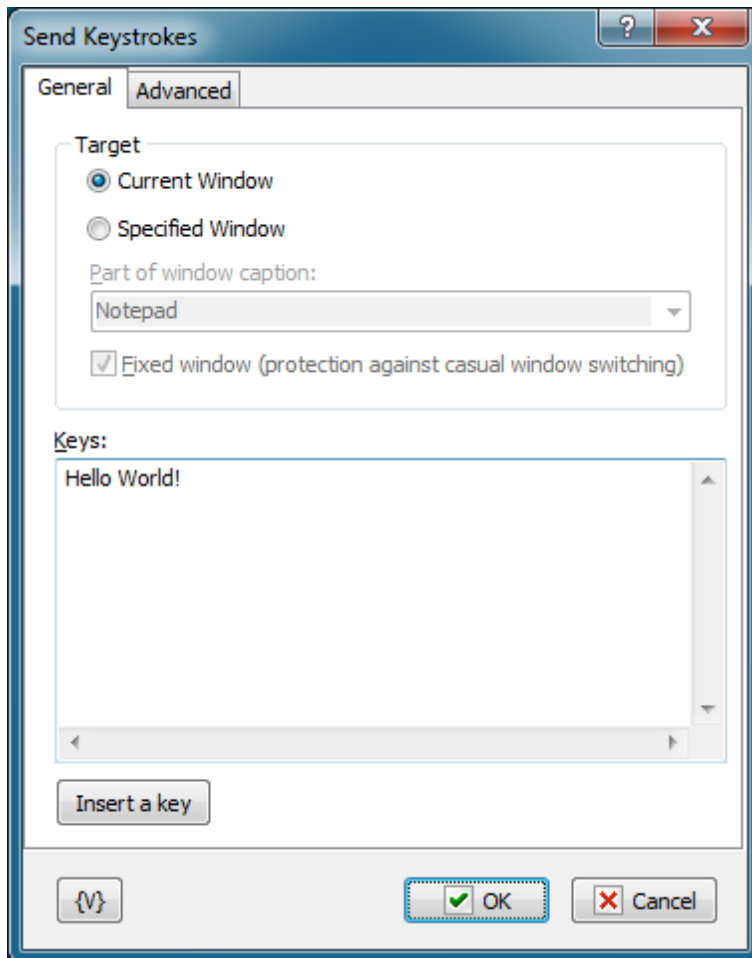 Send Keystrokes
?
General Advanced
Target
Current Window
Specified Window
Part of window caption:
Notepad
Fixed window (protection against casual window switching)
Keys:
Hello World!
Insert a key
{V} OK Cancel